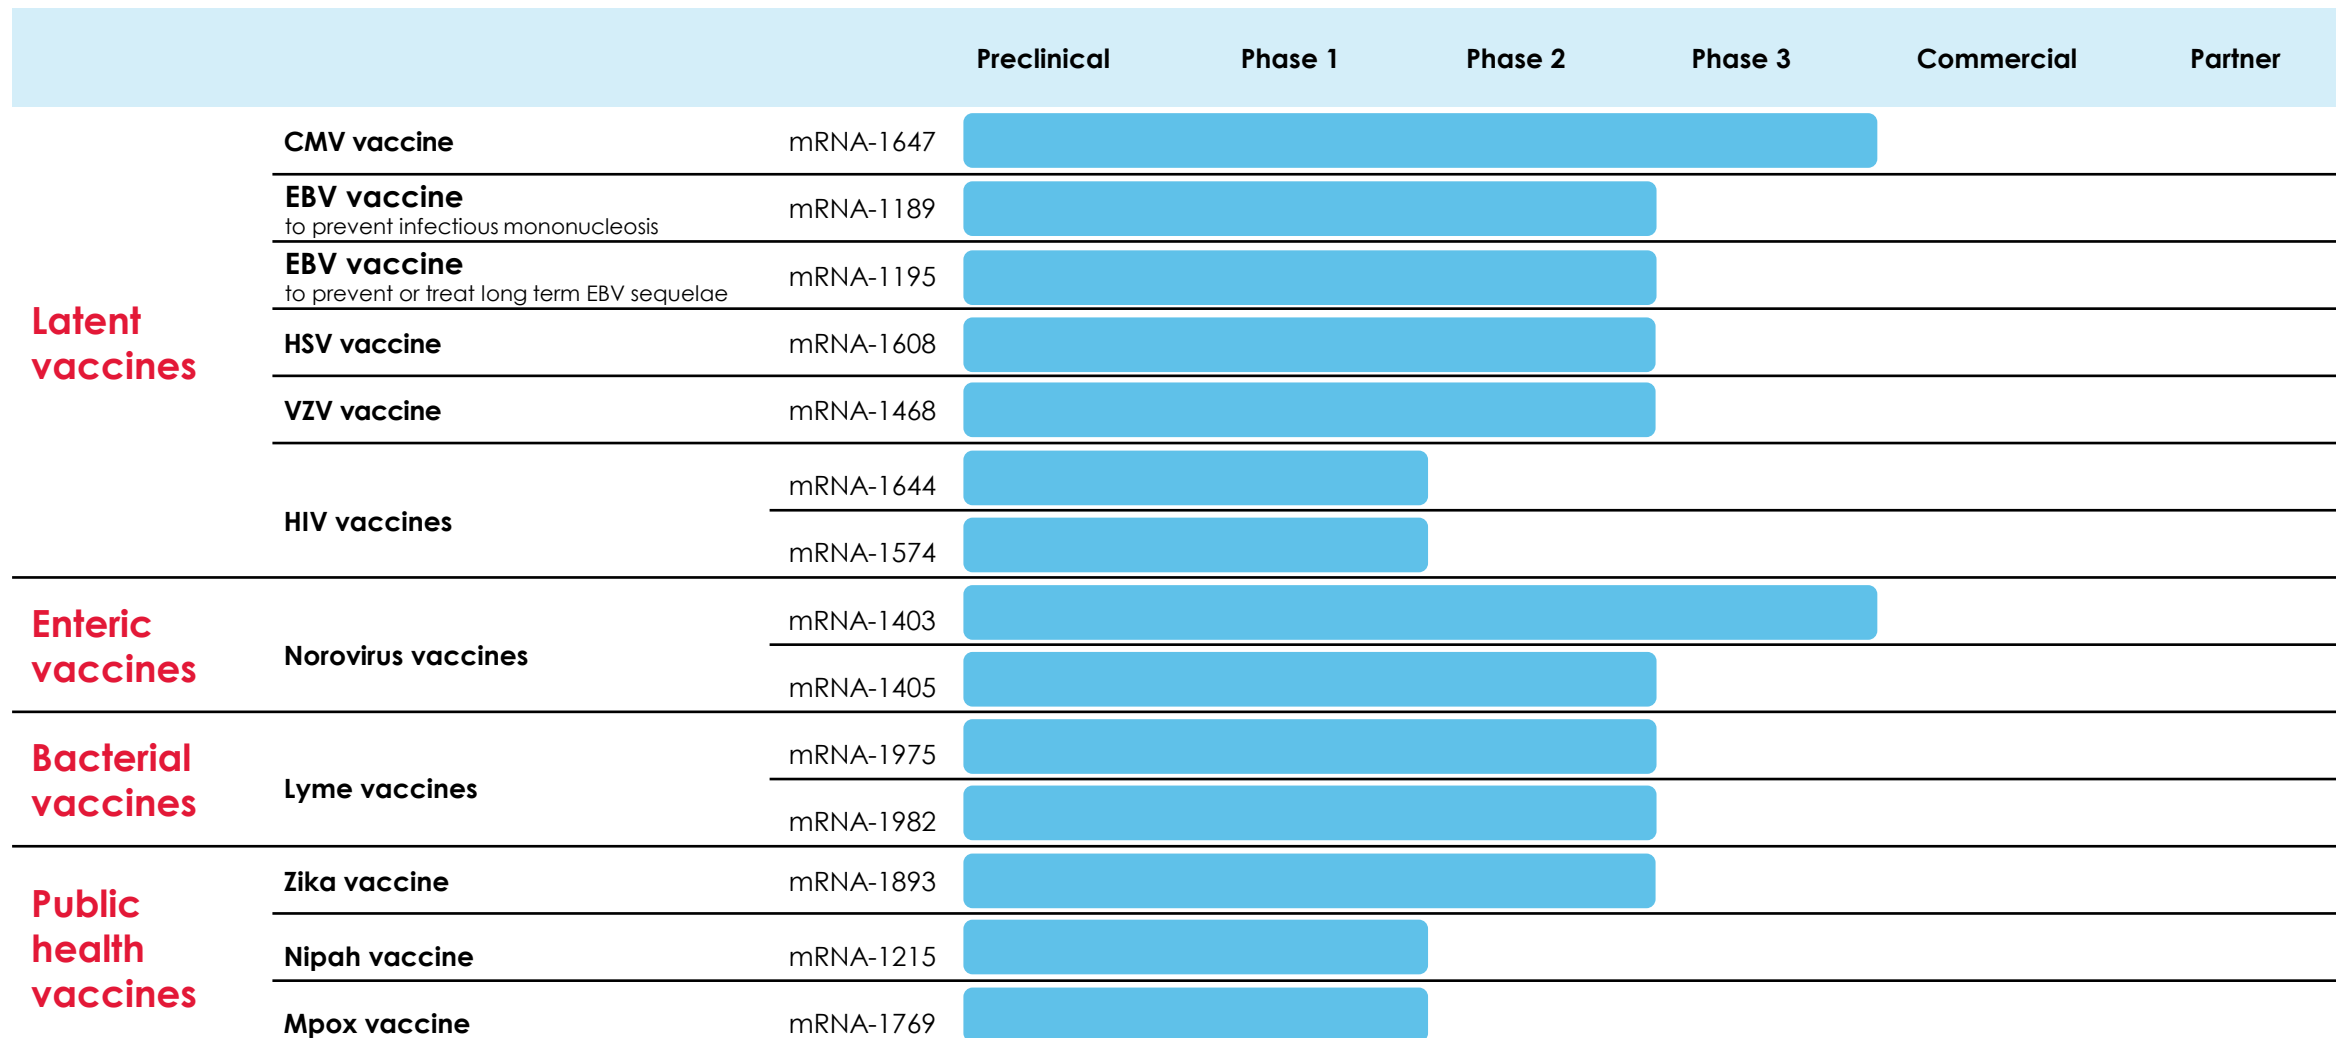 Preclinical Phase 1 Phase 2 Phase 3 Commercial Partner
Latent
vaccines
CMV vaccine mRNA-1647
EBV vaccine mRNA-1189
to prevent infectious mononucleosis
EBV vaccine mRNA-1195
to prevent or treat long term EBV sequelae
HSV vaccine mRNA-1608
VZV vaccine mRNA-1468
HIV vaccines
mRNA-1644
mRNA-1574
Enteric
vaccines
Norovirus vaccines
mRNA-1403
mRNA-1405
Bacterial
vaccines
Lyme vaccines
mRNA-1975
mRNA-1982
Public
health
vaccines
Zika vaccine mRNA-1893
Nipah vaccine mRNA-1215
Mpox vaccine mRNA-1769